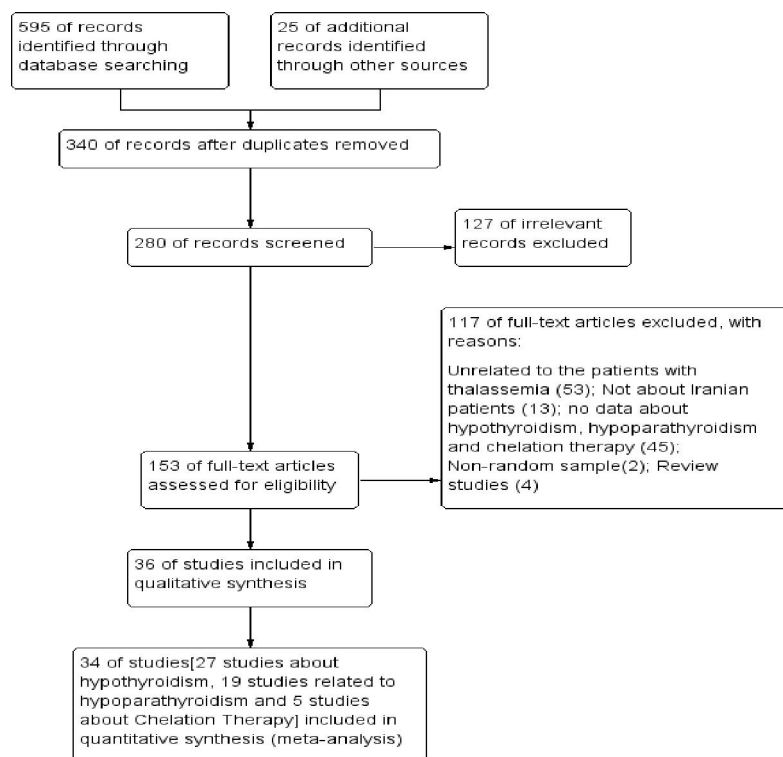 595 of records
identified through
database searching
25 of additional
records identified
through other sources
340 of records after duplicates removed
280 of records screened
127 of irrelevant
records excluded
117 of full-text articles excluded, with
reasons:
Unrelated to the patients with
thalassemia (53); Not about Iranian
patients (13); no data about
hypothyroidism, hypoparathyroidism
and chelation therapy (45);
Non-random sample(2); Review
studies (4)
153 of full-text articles
assessed for eligibility
36 of studies included in
qualitative synthesis
34 of studies[27 studies about
hypothyroidism, 19 studies related to
hypoparathyroidism and 5 studies
about Chelation Therapy] included in
quantitative synthesis (meta-analysis)